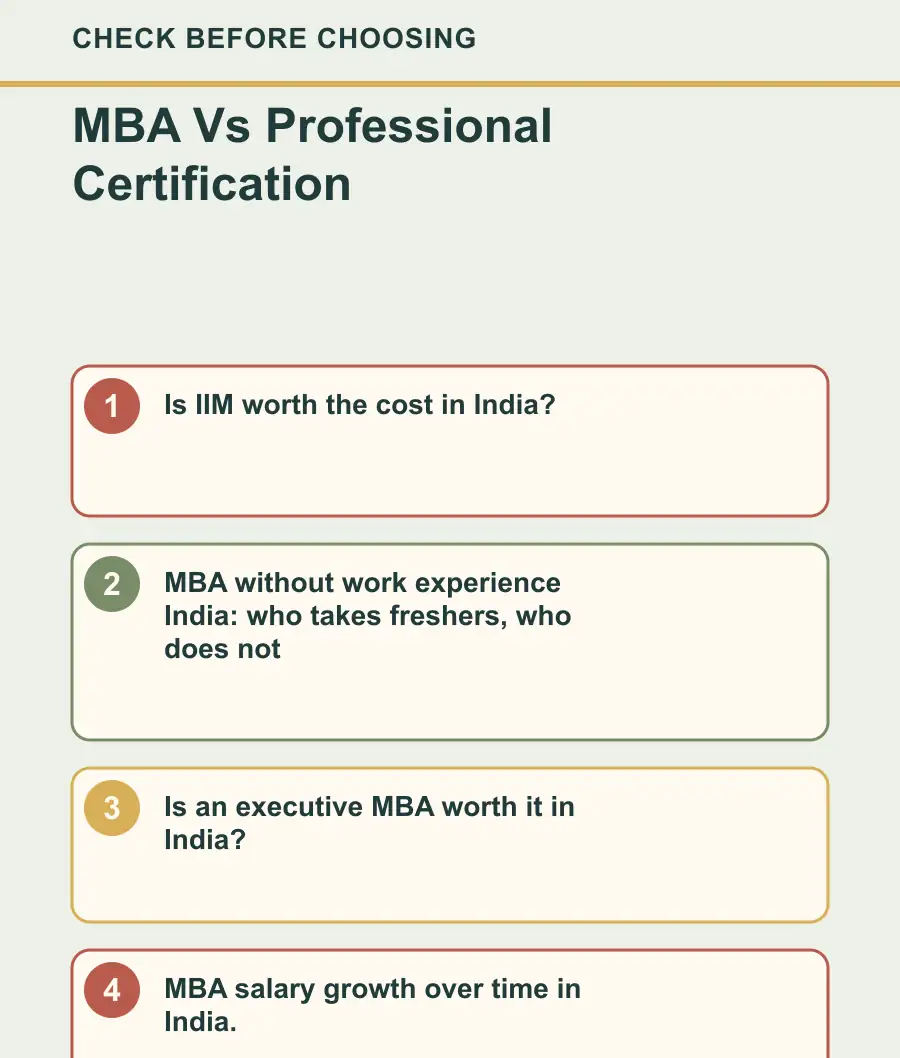 CHECK BEFORE CHOOSING
MBA Vs Professional
Certification
1
Is IIM worth the cost in India?
2
MBA without work experience
India: who takes freshers, who
does not
3
Is an executive MBA worth it in
India?
4
MBA salary growth over time in
India.